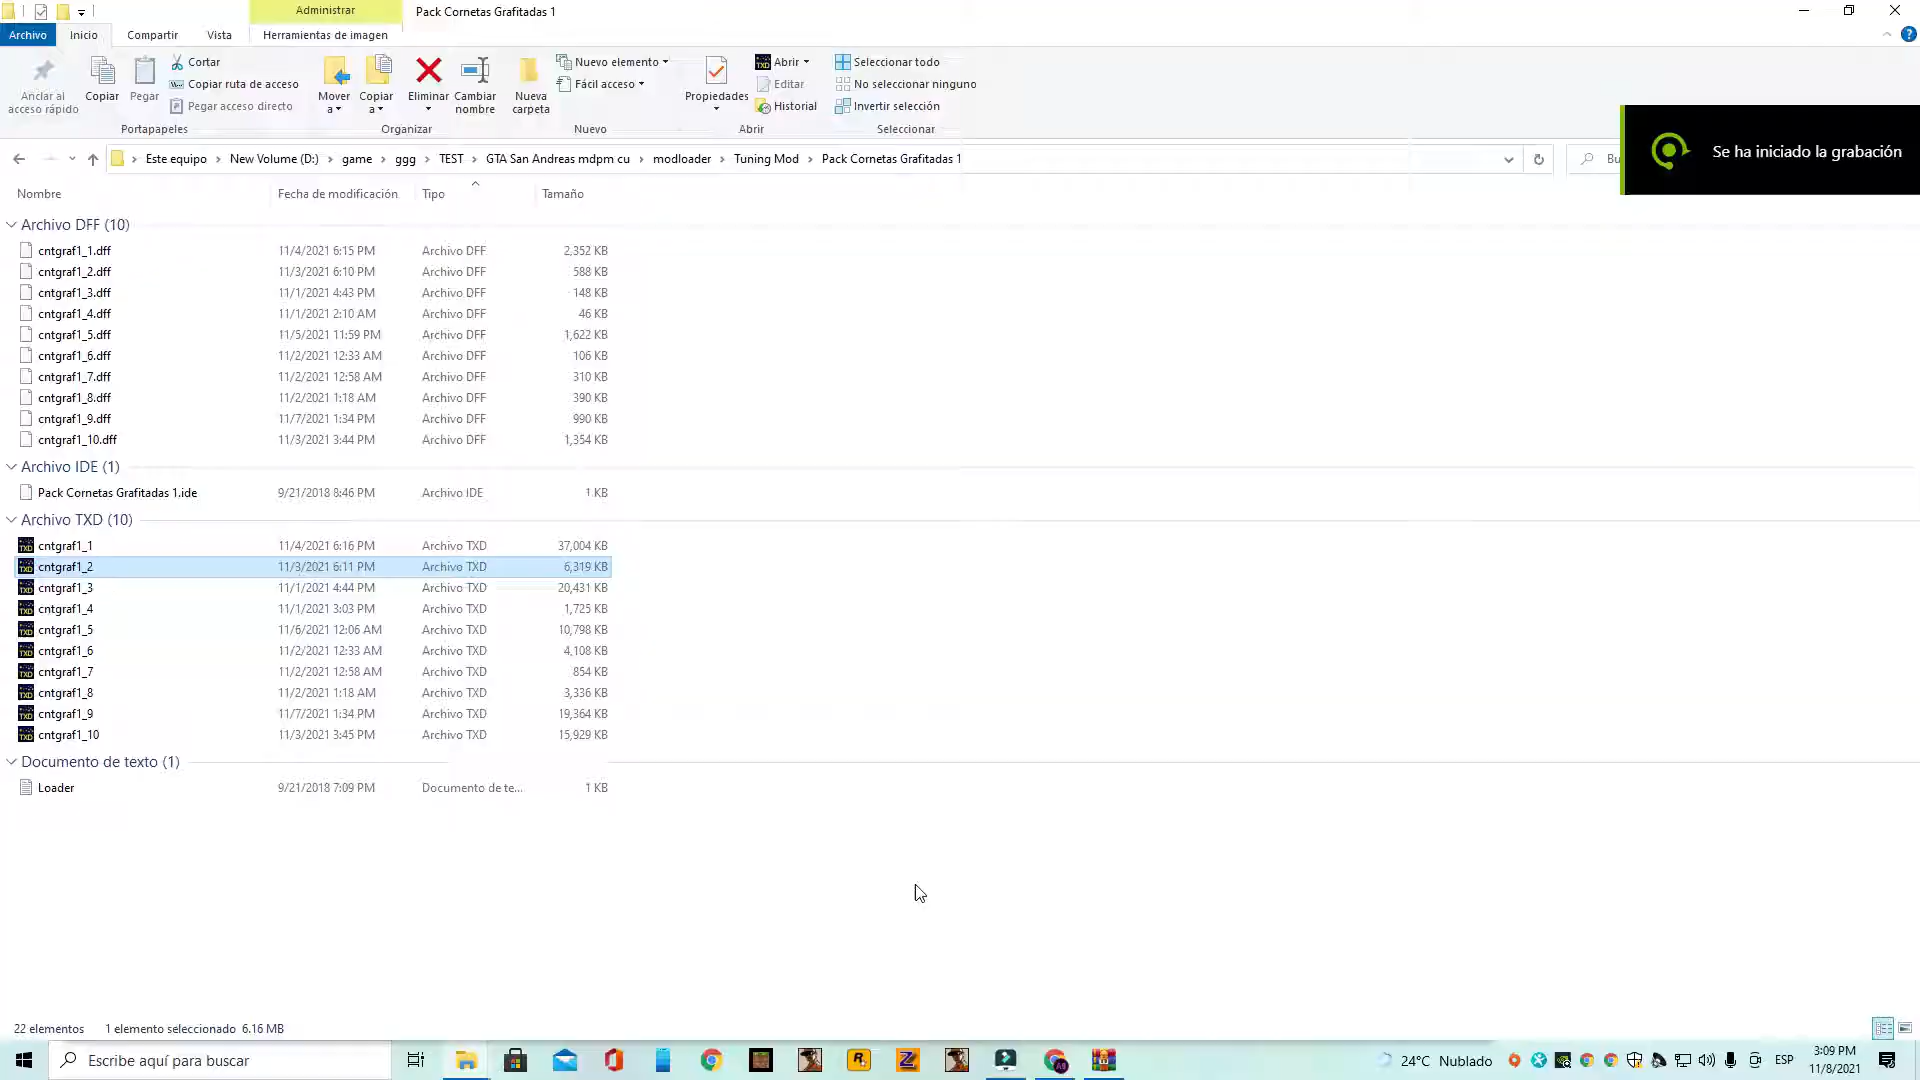 Administrar
Pack Cornetas Grafitadas 1
Archivo Inicio Compartir Vista Herramientas de imagen
Anclar al acceso rápido
Copiar
Pegar
Cortar
Copiar ruta de acceso
Pegar acceso directo
Portapapeles
Mover a
Copiar a
Eliminar
Cambiar nombre
Organizar
Nueva carpeta
Nuevo elemento
Fácil acceso
Nuevo
Propiedades
Abrir
Editar
Historial
Abrir
Seleccionar todo
No seleccionar ninguno
Invertir selección
Seleccionar
Se ha iniciado la grabación
Este equipo New Volume (D:) game ggg TEST GTA San Andreas mdpm cu modloader Tuning Mod Pack Cornetas Grafitadas 1
Bu
Nombre Fecha de modificación Tipo Tamaño
Archivo DFF (10)
cntgraf1_1.dff 11/4/2021 6:15 PM Archivo DFF 2,352 KB
cntgraf1_2.dff 11/3/2021 6:10 PM Archivo DFF 588 KB
cntgraf1_3.dff 11/1/2021 4:43 PM Archivo DFF 148 KB
cntgraf1_4.dff 11/1/2021 2:10 AM Archivo DFF 46 KB
cntgraf1_5.dff 11/5/2021 11:59 PM Archivo DFF 1,622 KB
cntgraf1_6.dff 11/2/2021 12:33 AM Archivo DFF 106 KB
cntgraf1_7.dff 11/2/2021 12:58 AM Archivo DFF 310 KB
cntgraf1_8.dff 11/2/2021 1:18 AM Archivo DFF 390 KB
cntgraf1_9.dff 11/7/2021 1:34 PM Archivo DFF 990 KB
cntgraf1_10.dff 11/3/2021 3:44 PM Archivo DFF 1,354 KB
Archivo IDE (1)
Pack Cornetas Grafitadas 1.ide 9/21/2018 8:46 PM Archivo IDE 1 KB
Archivo TXD (10)
cntgraf1_1 11/4/2021 6:16 PM Archivo TXD 37,004 KB
cntgraf1_2 11/3/2021 6:11 PM Archivo TXD 6,319 KB
cntgraf1_3 11/1/2021 4:44 PM Archivo TXD 20,431 KB
cntgraf1_4 11/1/2021 3:03 PM Archivo TXD 1,725 KB
cntgraf1_5 11/6/2021 12:06 AM Archivo TXD 10,798 KB
cntgraf1_6 11/2/2021 12:33 AM Archivo TXD 4,108 KB
cntgraf1_7 11/2/2021 12:58 AM Archivo TXD 854 KB
cntgraf1_8 11/2/2021 1:18 AM Archivo TXD 3,336 KB
cntgraf1_9 11/7/2021 1:34 PM Archivo TXD 19,364 KB
cntgraf1_10 11/3/2021 3:45 PM Archivo TXD 15,929 KB
Documento de texto (1)
Loader 9/21/2018 7:09 PM Documento de te... 1 KB
22 elementos 1 elemento seleccionado 6.16 MB
Escribe aquí para buscar
24°C Nublado
ESP
3:09 PM
11/8/2021